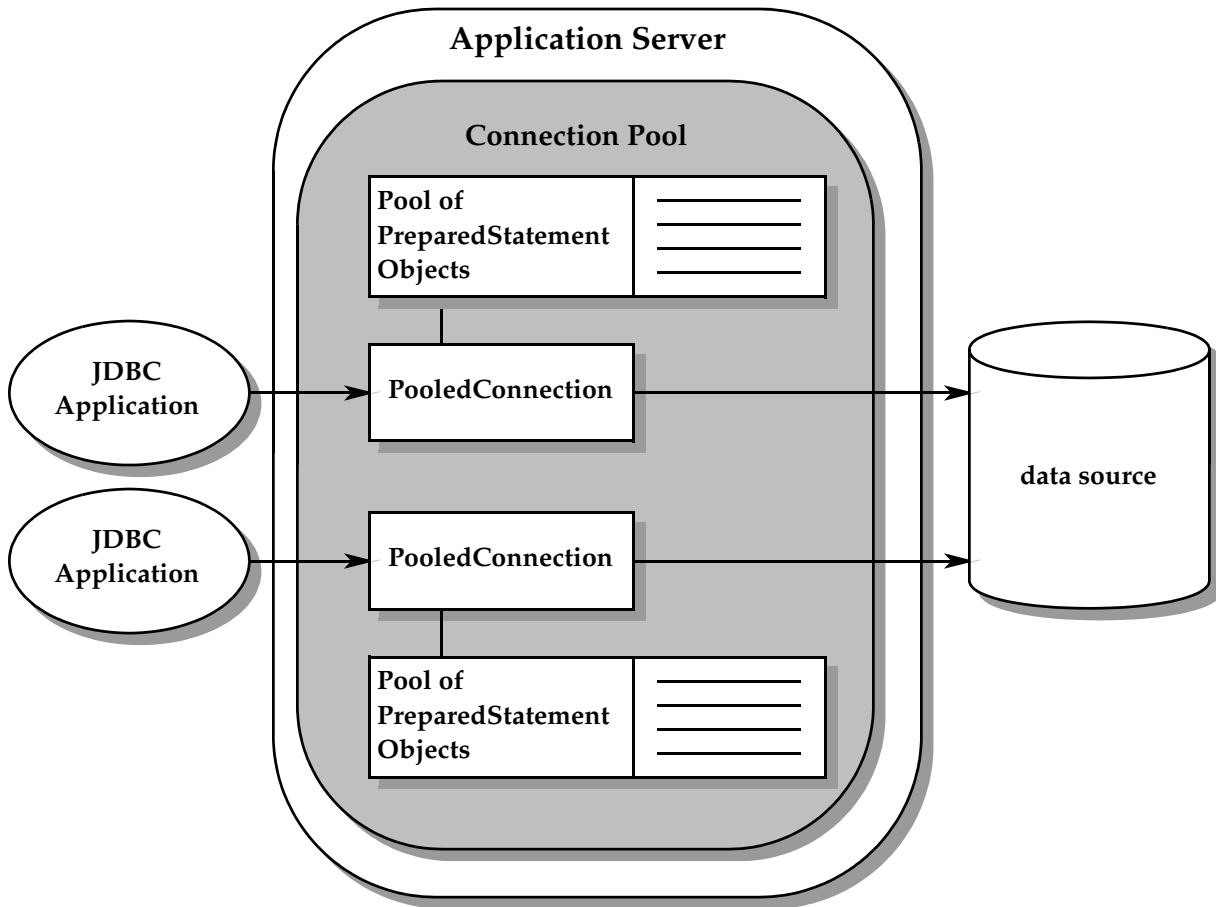 Application Server
Connection Pool
Pool of
PreparedStatement
Objects
JDBC
Application
PooledConnection
data source
JDBC
Application
PooledConnection
Pool of
PreparedStatement
Objects